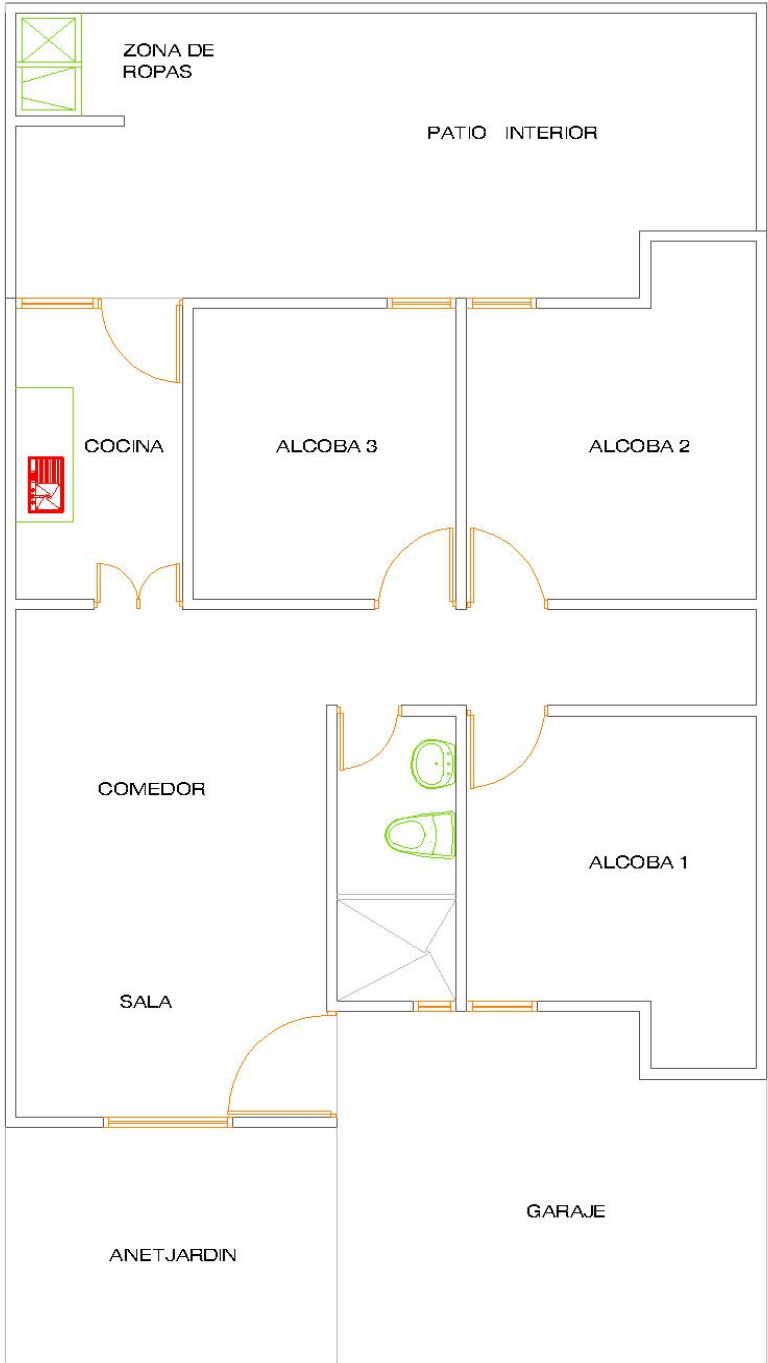 ZONA DE
ROPAS
PATIO INTERIOR
COCINA
ALCOBA 3
ALCOBA 2
COMEDOR
ALCOBA 1
SALA
GARAJE
ANETJARDIN